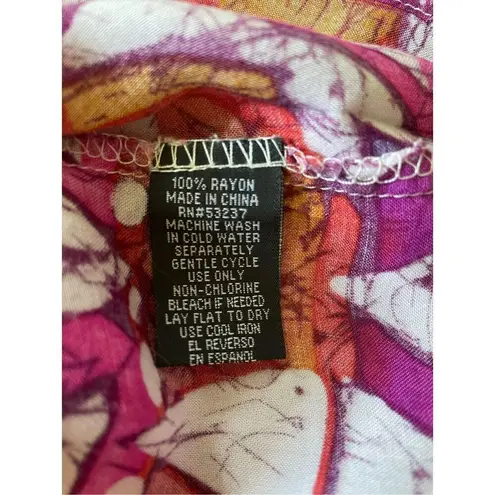 100% RAYON
MADE IN CHINA
RN#53237
MACHINE WASH
IN COLD WATER
SEPARATELY
GENTLE CYCLE
USE ONLY
NON-CHLORINE
BLEACH IF NEEDED
LAY FLAT TO DRY
USE COOL IRON
EL REVERSO
EN ESPANOL